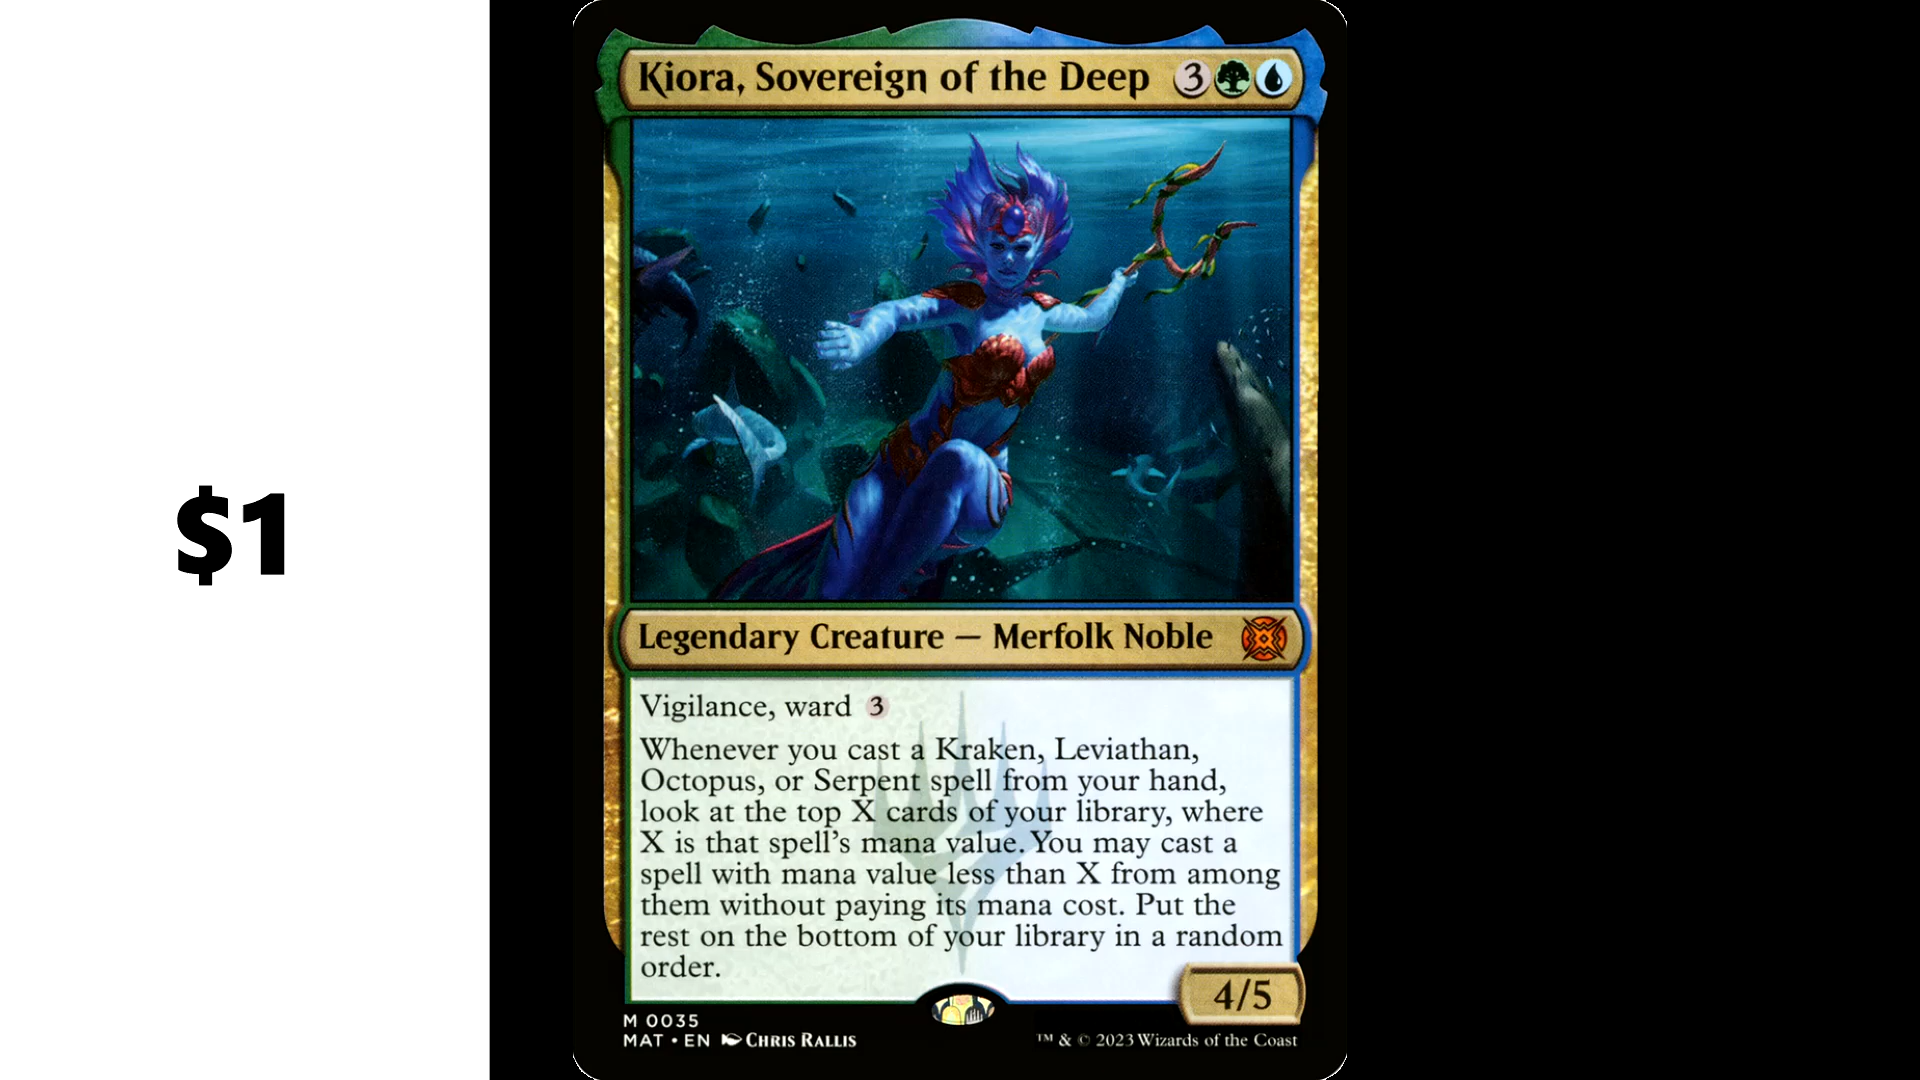 $1
Kiora, Sovereign of the Deep 3
Legendary Creature — Merfolk Noble
Vigilance, ward 3
Whenever you cast a Kraken, Leviathan,
Octopus, or Serpent spell from your hand,
look at the top X cards of your library, where
X is that spell's mana value. You may cast a
spell with mana value less than X from among
them without paying its mana cost. Put the
rest on the bottom of your library in a random
order.
4/5
M 0035
MAT • EN Chris Rallis
™ & © 2023 Wizards of the Coast